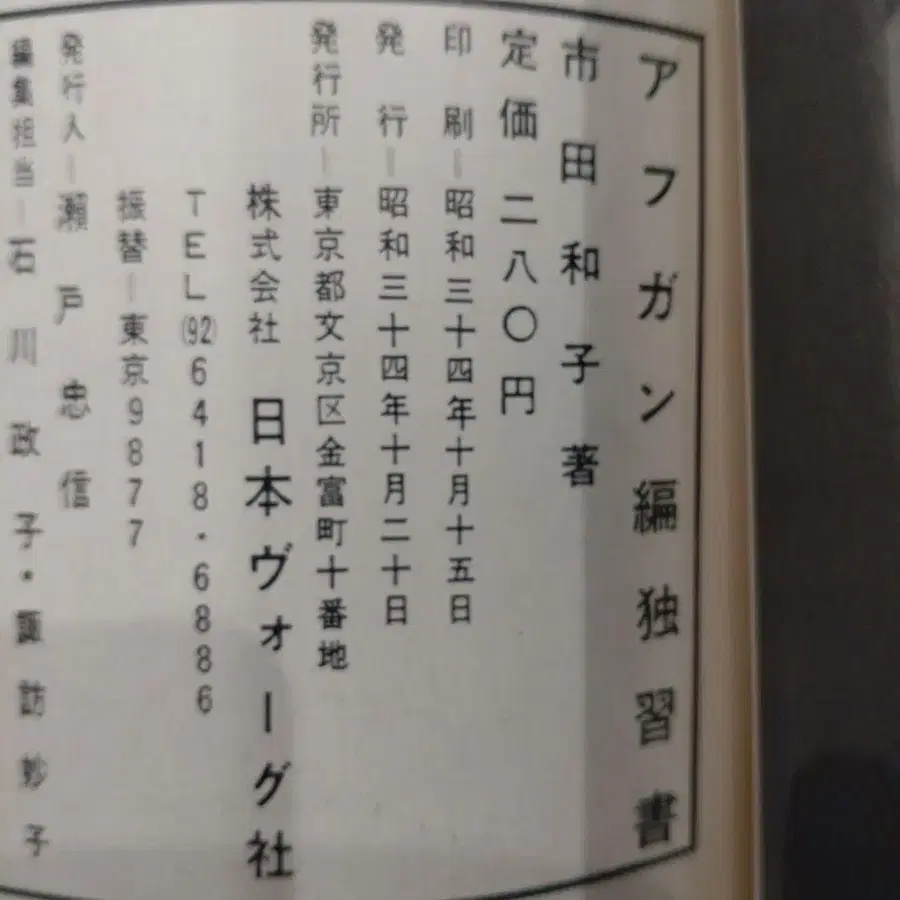 アフガン編独習書
市田和子著
定価 二八〇円
印刷―昭和三十四年十月十五日
発行―昭和三十四年十月二十日
発行所―東京都文京区金富町十番地
株式会社 日本ヴォーグ社
TEL(92)6418・6886
振替―東京9877
発行人―瀬戸忠信
編集担当―石川政子・諏訪妙子